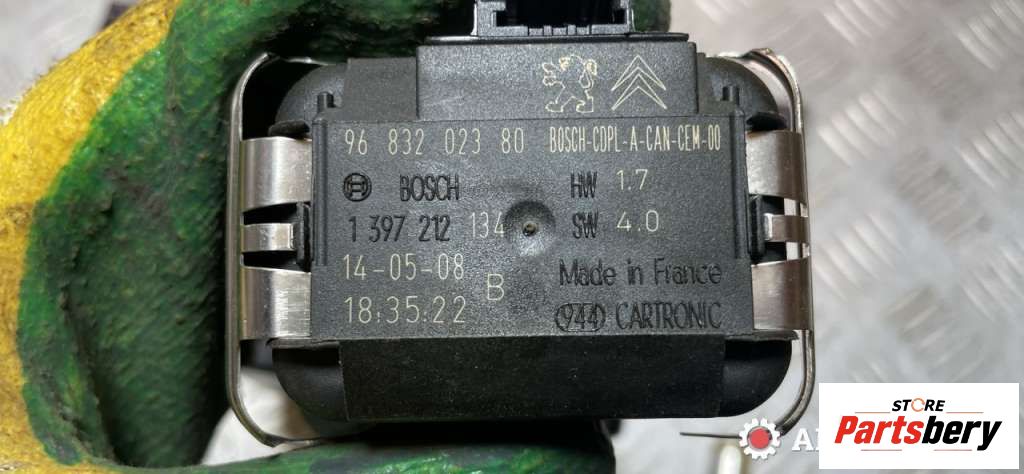 96 832 023 80 BOSCH-CDPL-A-CAN-CEM-00
BOSCH HW 1.7
1 397 212 134 SW 4.0
14-05-08 B Made in France
18:35:22 (944) CARTRONIC
STORE
Partsbery